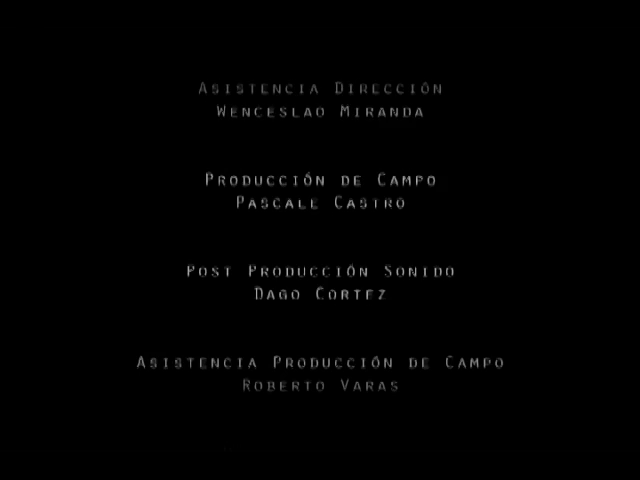 Asistencia Dirección
Wenceslao Miranda
Producción de Campo
Pascale Castro
Post Producción Sonido
Dago Cortez
Asistencia Producción de Campo
Roberto Varas